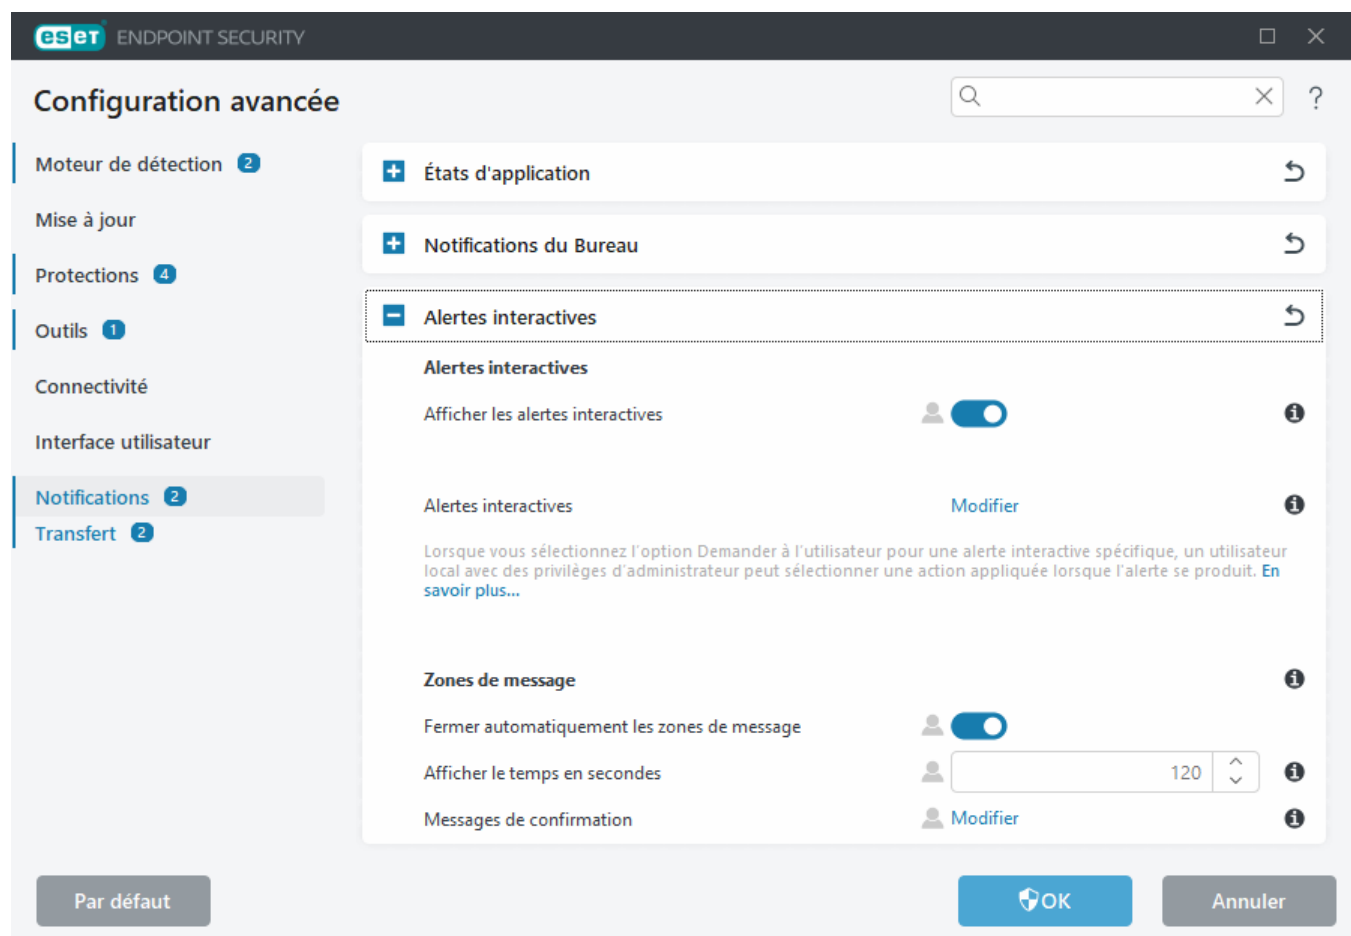 eset ENDPOINT SECURITY
Configuration avancée
?
Moteur de détection 2
Mise à jour
Protections 4
Outils 1
Connectivité
Interface utilisateur
Notifications 2
Transfert 2
États d'application
Notifications du Bureau
Alertes interactives
Alertes interactives
Afficher les alertes interactives
Alertes interactives Modifier
Lorsque vous sélectionnez l'option Demander à l'utilisateur pour une alerte interactive spécifique, un utilisateur
local avec des privilèges d'administrateur peut sélectionner une action appliquée lorsque l'alerte se produit. En
savoir plus...
Zones de message
Fermer automatiquement les zones de message
Afficher le temps en secondes 120
Messages de confirmation Modifier
Par défaut
OK
Annuler